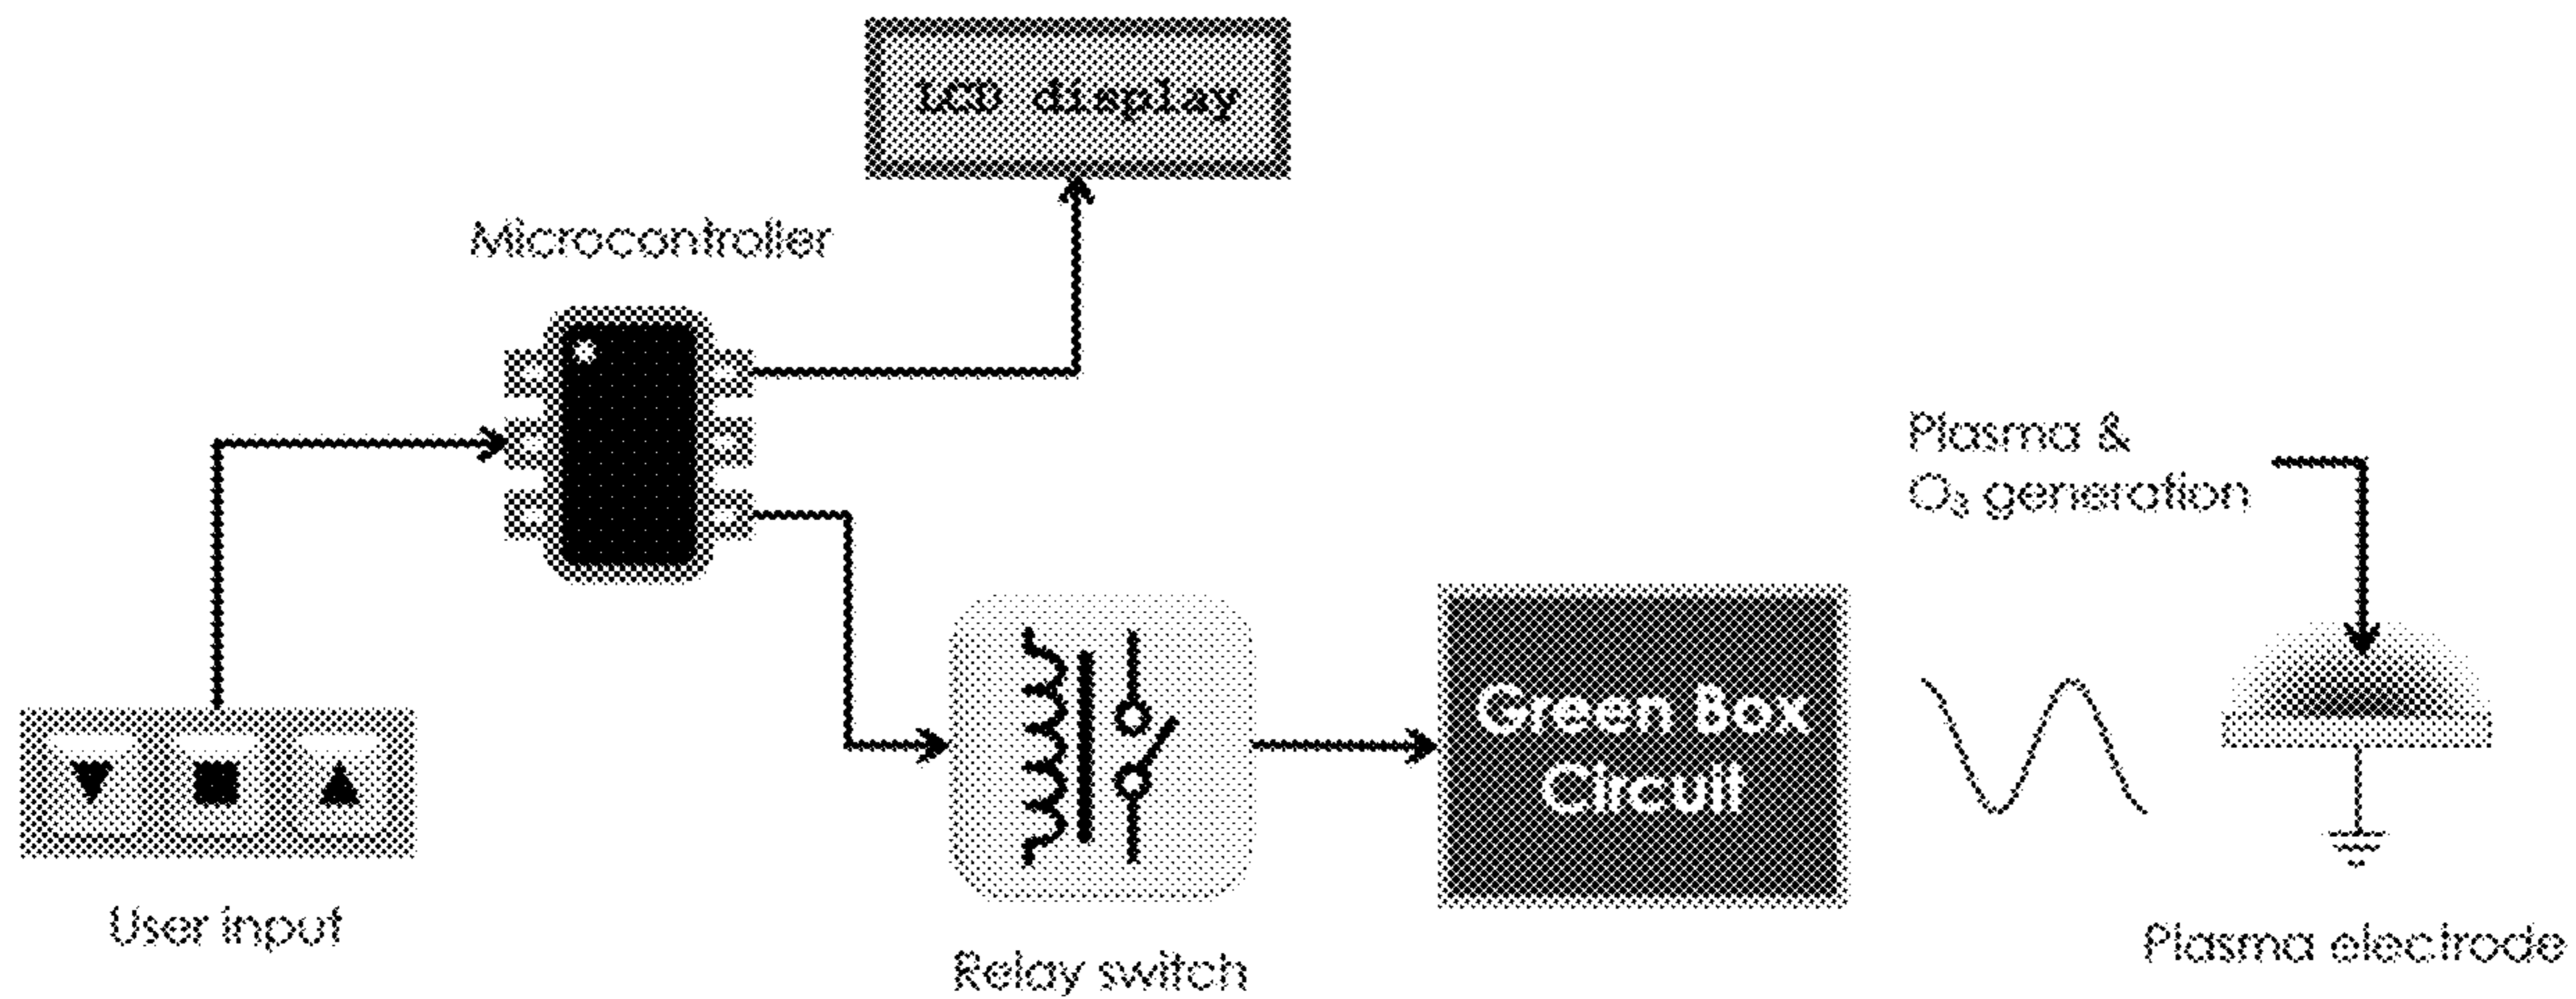 LCD display
Microcontroller
Plasma &
O₃ generation
Green Box
Circuit
User input
Relay switch
Plasma electrode